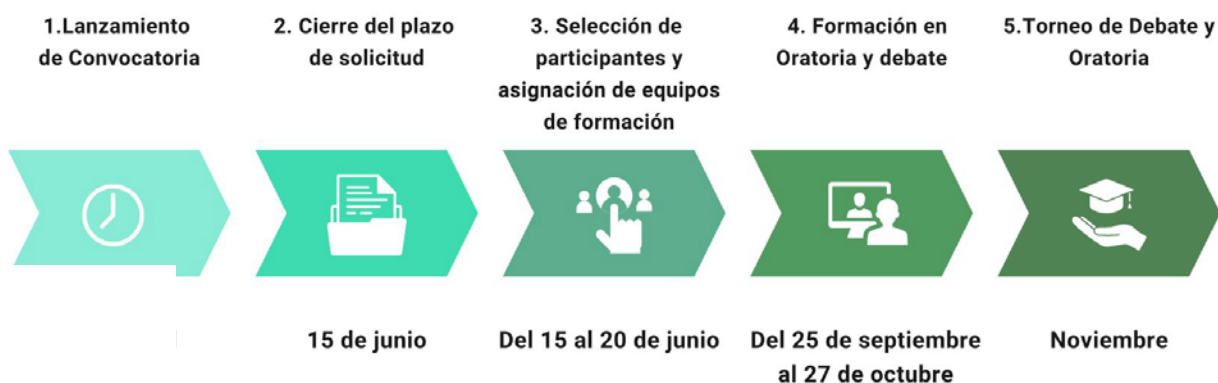 1.Lanzamiento
de Convocatoria
2. Cierre del plazo
de solicitud
3. Selección de
participantes y
asignación de equipos
de formación
4. Formación en
Oratoria y debate
5.Torneo de Debate y
Oratoria
15 de junio
Del 15 al 20 de junio
Del 25 de septiembre
al 27 de octubre
Noviembre